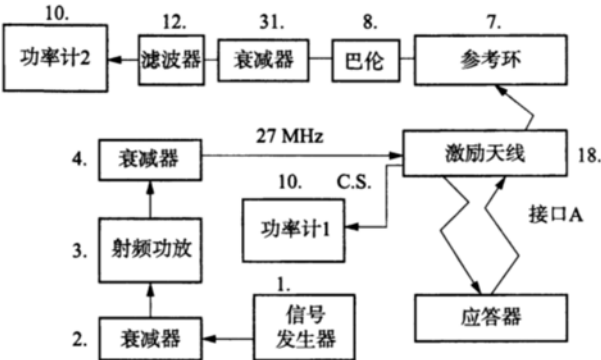 10.
12.
31.
8.
7.
功率计2
滤波器
衰减器
巴伦
参考环
27 MHz
4.
衰减器
激励天线
18.
10.
C.S.
接口A
3.
射频功放
功率计1
1.
2.
衰减器
信号
发生器
应答器